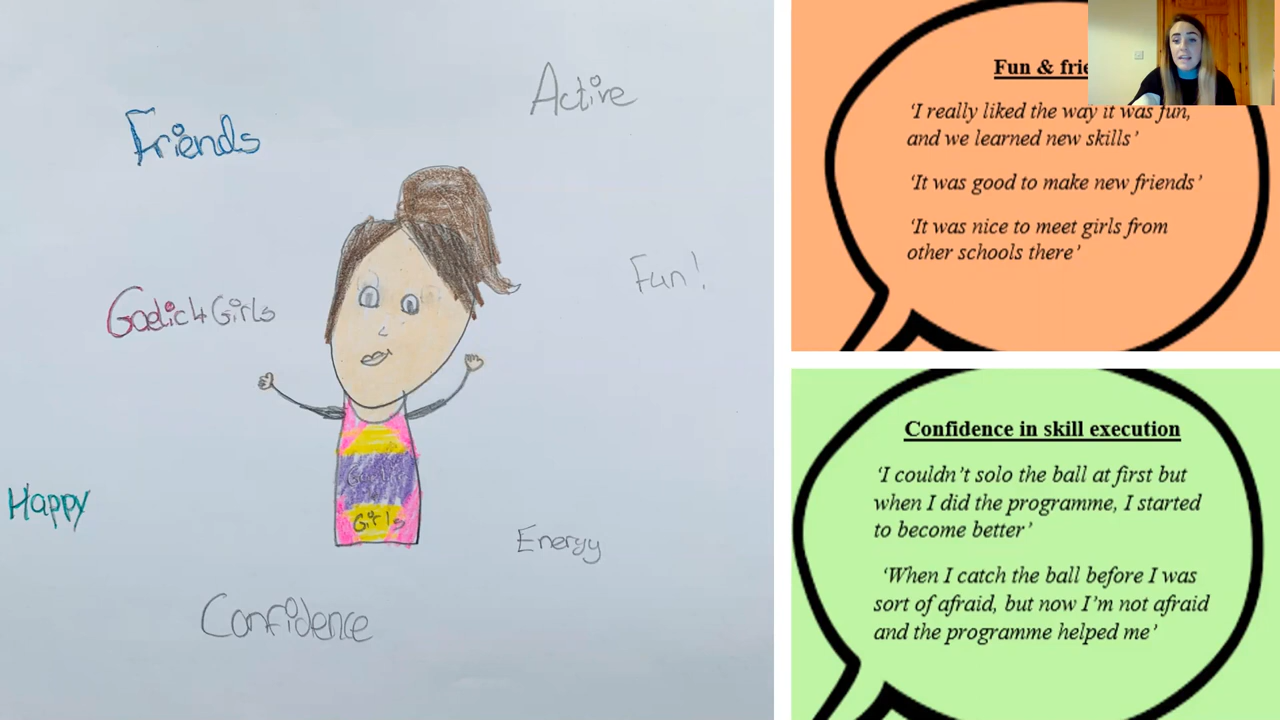 Friends
Active
Fun!
Gaelic4Girls
Happy
Girls
Energy
Confidence
Fun & frie
‘I really liked the way it was fun,
and we learned new skills’
‘It was good to make new friends’
‘It was nice to meet girls from
other schools there’
Confidence in skill execution
‘I couldn’t solo the ball at first but
when I did the programme, I started
to become better’
‘When I catch the ball before I was
sort of afraid, but now I’m not afraid
and the programme helped me’